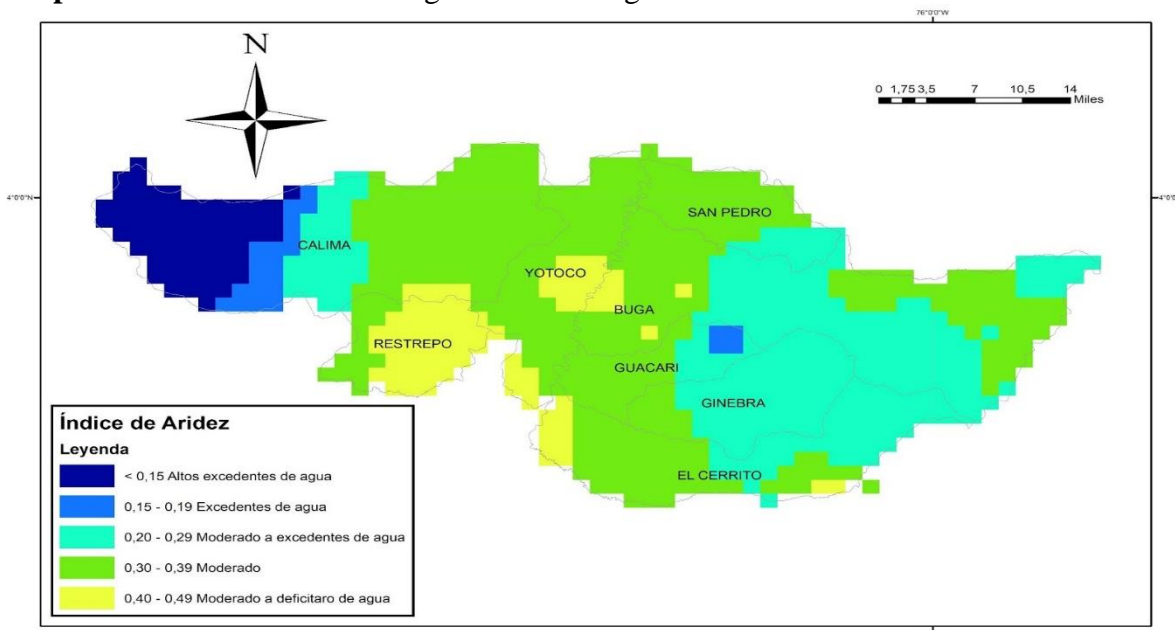 76°0'0"W
N
0 1,75 3,5 7 10,5 14
Miles
4°0'0"N
4°0'0
SAN PEDRO
CALIMA
YOTOCO
BUGA
RESTREPO
GUACARI
GINEBRA
EL CERRITO
Índice de Aridez
Leyenda
< 0,15 Altos excedentes de agua
0,15 - 0,19 Excedentes de agua
0,20 - 0,29 Moderado a excedentes de agua
0,30 - 0,39 Moderado
0,40 - 0,49 Moderado a deficitaro de agua